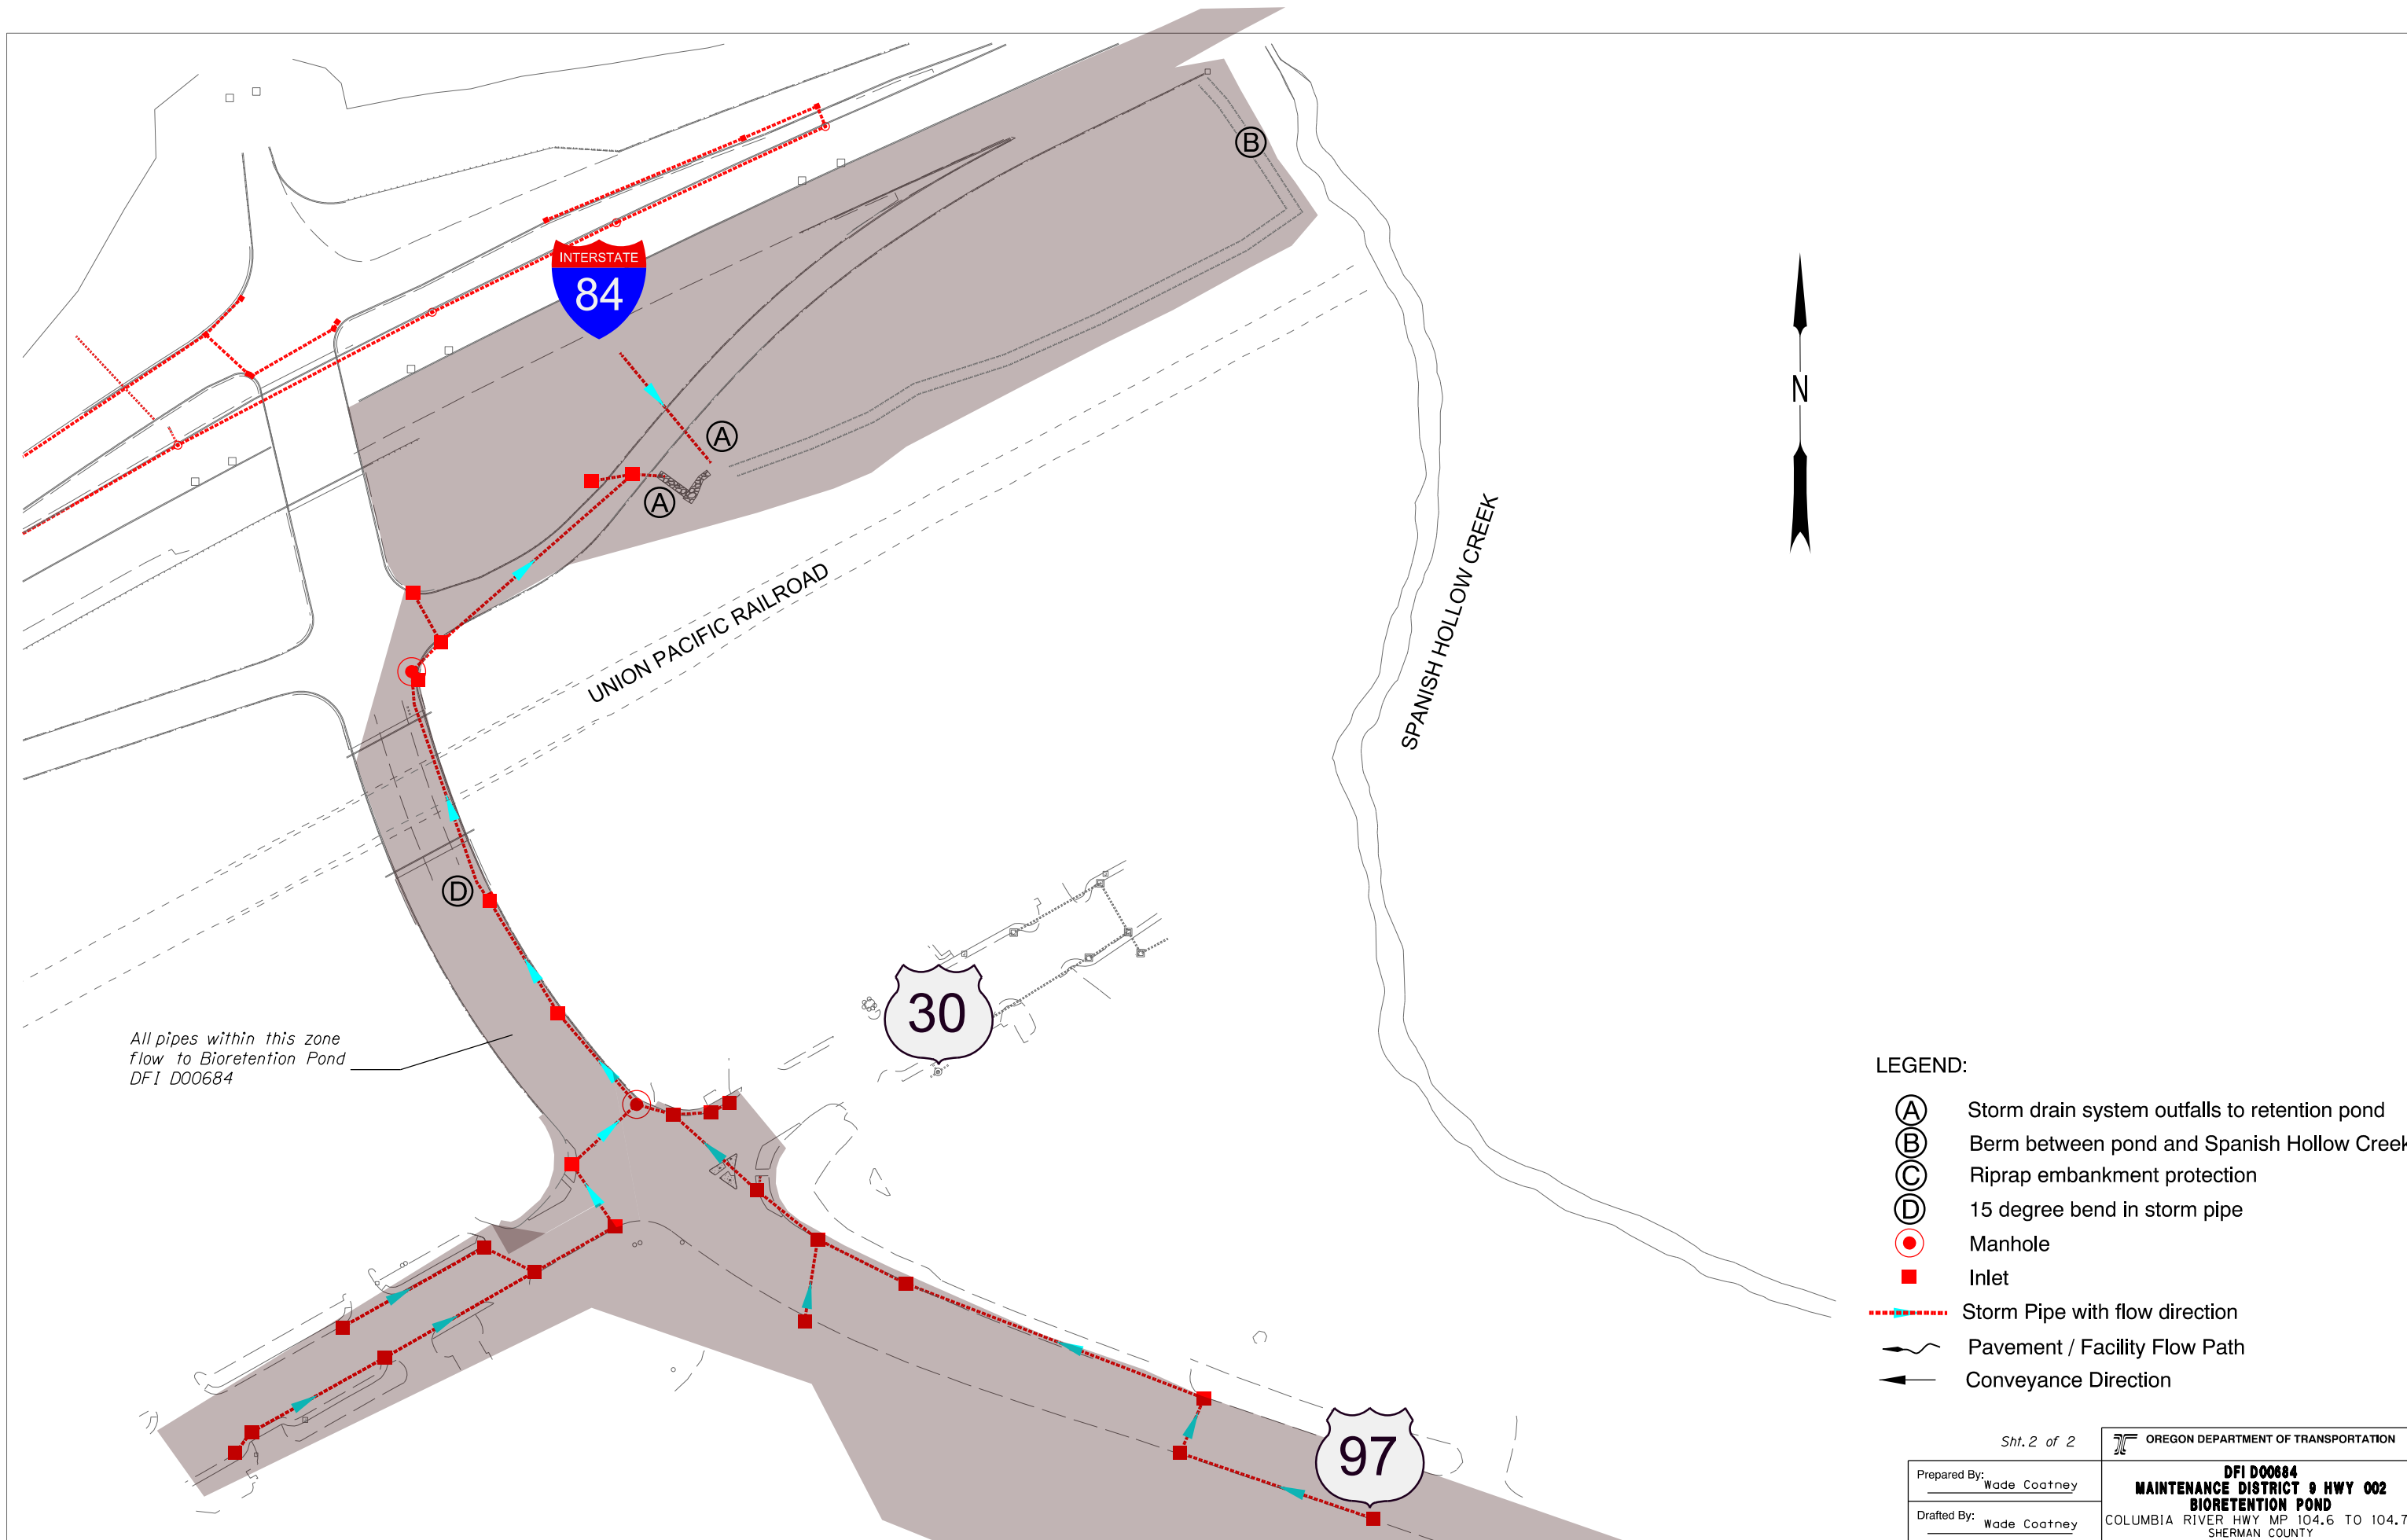 B
INTERSTATE
84
A
A
N
UNION PACIFIC RAILROAD
SPANISH HOLLOW CREEK
D
30
All pipes within this zone
flow to Bioretention Pond
DFI D00684
97
LEGEND:
A Storm drain system outfalls to retention pond
B Berm between pond and Spanish Hollow Creek
C Riprap embankment protection
D 15 degree bend in storm pipe
Manhole
Inlet
Storm Pipe with flow direction
Pavement / Facility Flow Path
Conveyance Direction
Sht. 2 of 2
OREGON DEPARTMENT OF TRANSPORTATION
Prepared By: Wade Coatney
Drafted By: Wade Coatney
DFI D00684
MAINTENANCE DISTRICT 9 HWY 002
BIORETENTION POND
COLUMBIA RIVER HWY MP 104.6 TO 104.7
SHERMAN COUNTY